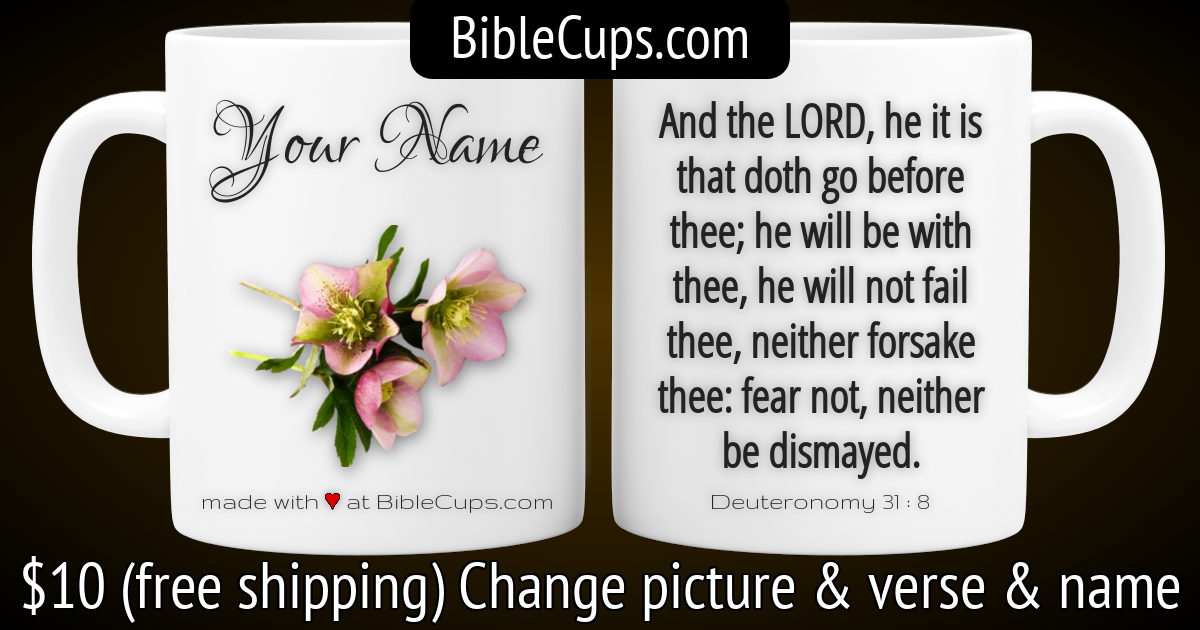 BibleCups.com
Your Name
made with ♥ at BibleCups.com
And the LORD, he it is
that doth go before
thee; he will be with
thee, he will not fail
thee, neither forsake
thee: fear not, neither
be dismayed.
Deuteronomy 31 : 8
$10 (free shipping) Change picture & verse & name